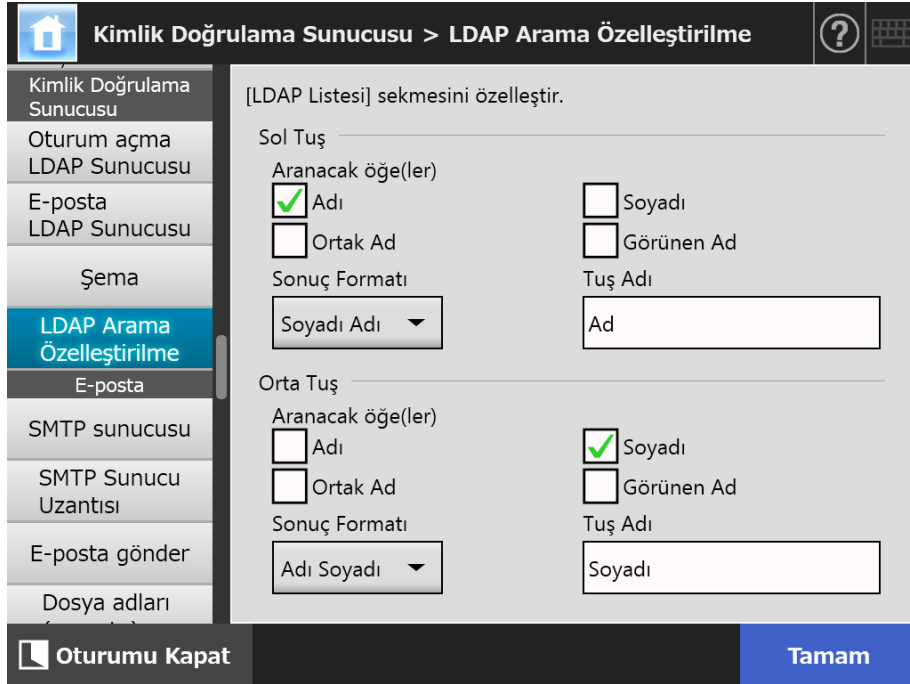 Kimlik Doğrulama Sunucusu > LDAP Arama Özelleştirilme
?
Kimlik Doğrulama
Sunucusu
Oturum açma
LDAP Sunucusu
E-posta
LDAP Sunucusu
Şema
LDAP Arama
Özelleştirilme
E-posta
SMTP sunucusu
SMTP Sunucu
Uzantısı
E-posta gönder
Dosya adları
[LDAP Listesi] sekmesini özelleştir.
Sol Tuş
Aranacak öğe(ler)
Adı Soyadı
Ortak Ad Görünen Ad
Sonuç Formatı Tuş Adı
Soyadı Adı Ad
Orta Tuş
Aranacak öğe(ler)
Adı Soyadı
Ortak Ad Görünen Ad
Sonuç Formatı Tuş Adı
Adı Soyadı Soyadı
Oturumu Kapat Tamam